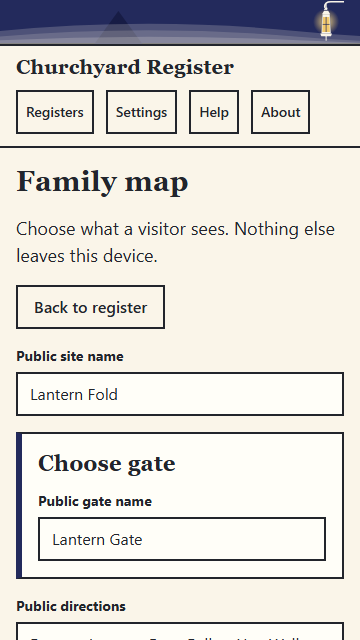 Churchyard Register
Registers
Settings
Help
About
Family map
Choose what a visitor sees. Nothing else
leaves this device.
Back to register
Public site name
Lantern Fold
Choose gate
Public gate name
Lantern Gate
Public directions